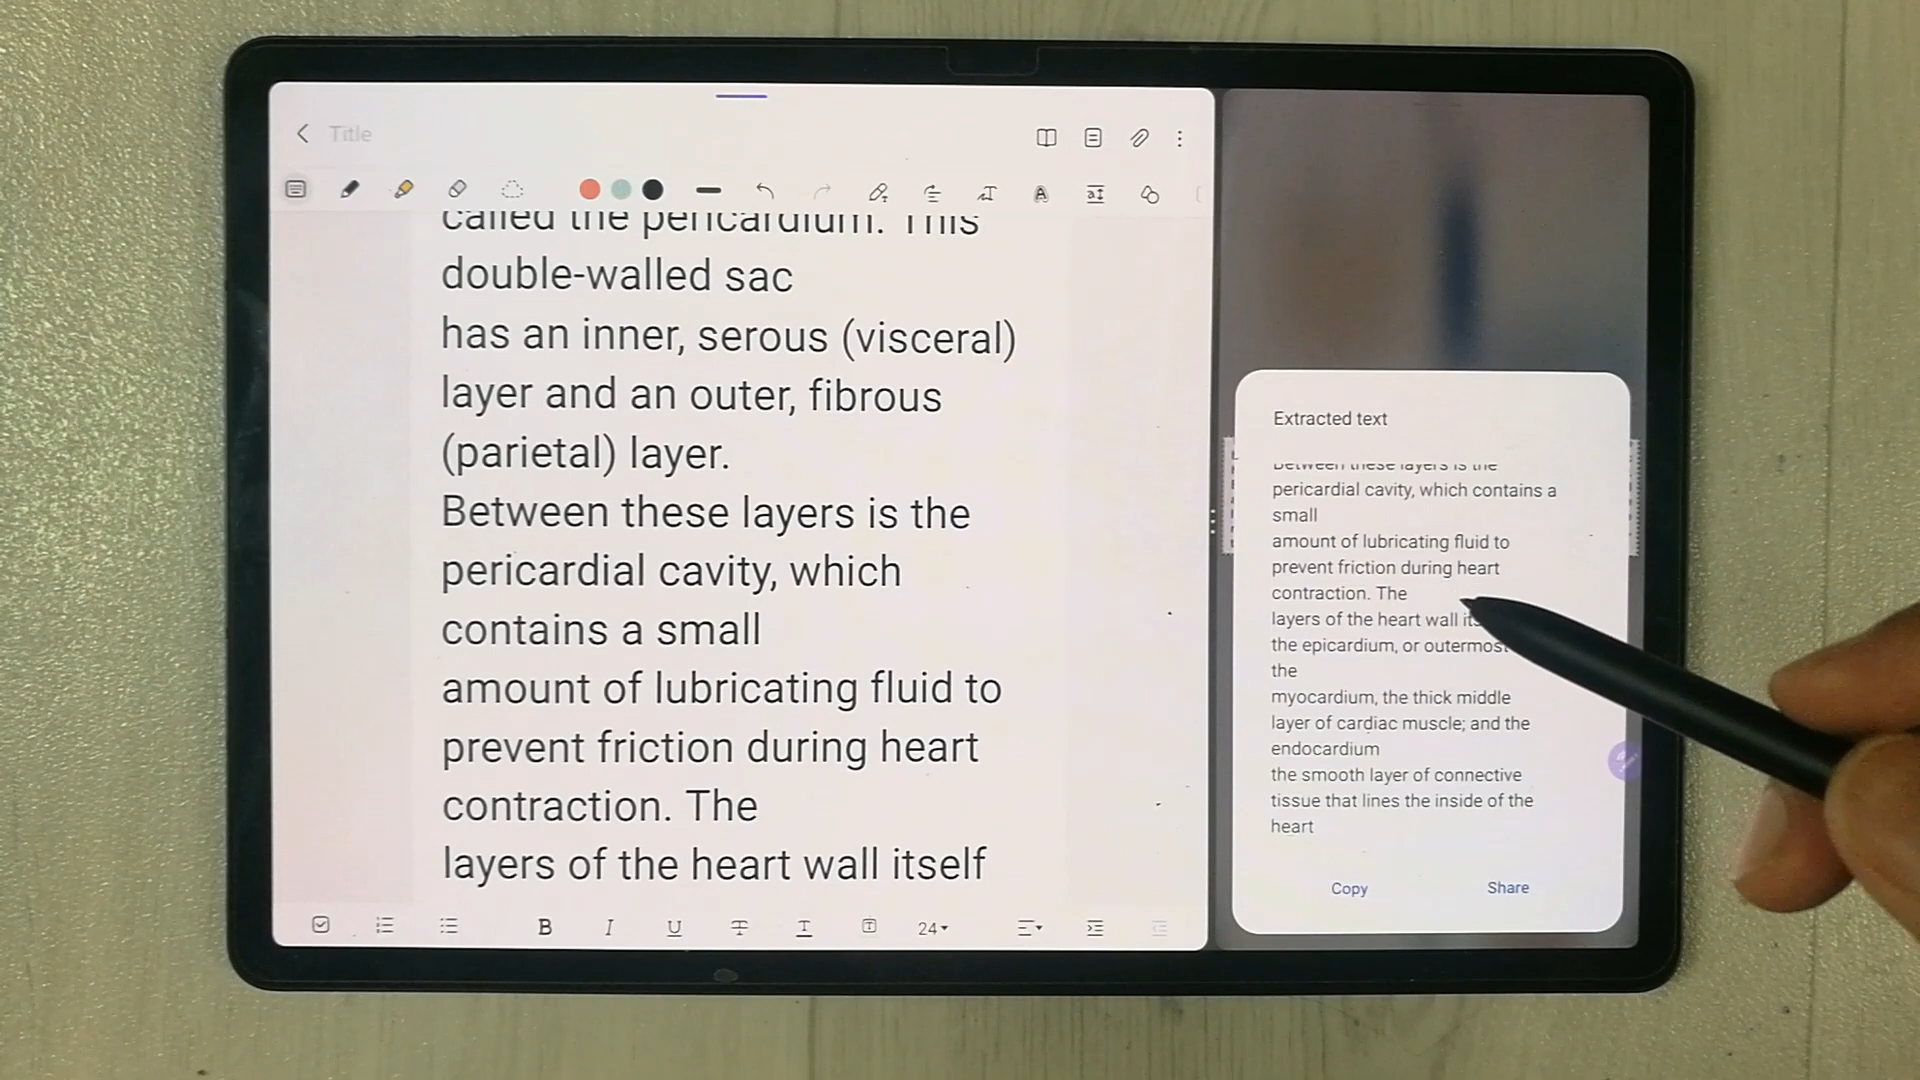 Title
called the pericardium. This
double-walled sac
has an inner, serous (visceral)
layer and an outer, fibrous
(parietal) layer.
Between these layers is the
pericardial cavity, which
contains a small
amount of lubricating fluid to
prevent friction during heart
contraction. The
layers of the heart wall itself
B I U T T T 24
Extracted text
Between these layers is the
pericardial cavity, which contains a
small
amount of lubricating fluid to
prevent friction during heart
contraction. The
layers of the heart wall
the epicardium, or outermost
the
myocardium, the thick middle
layer of cardiac muscle; and the
endocardium
the smooth layer of connective
tissue that lines the inside of the
heart
Copy Share